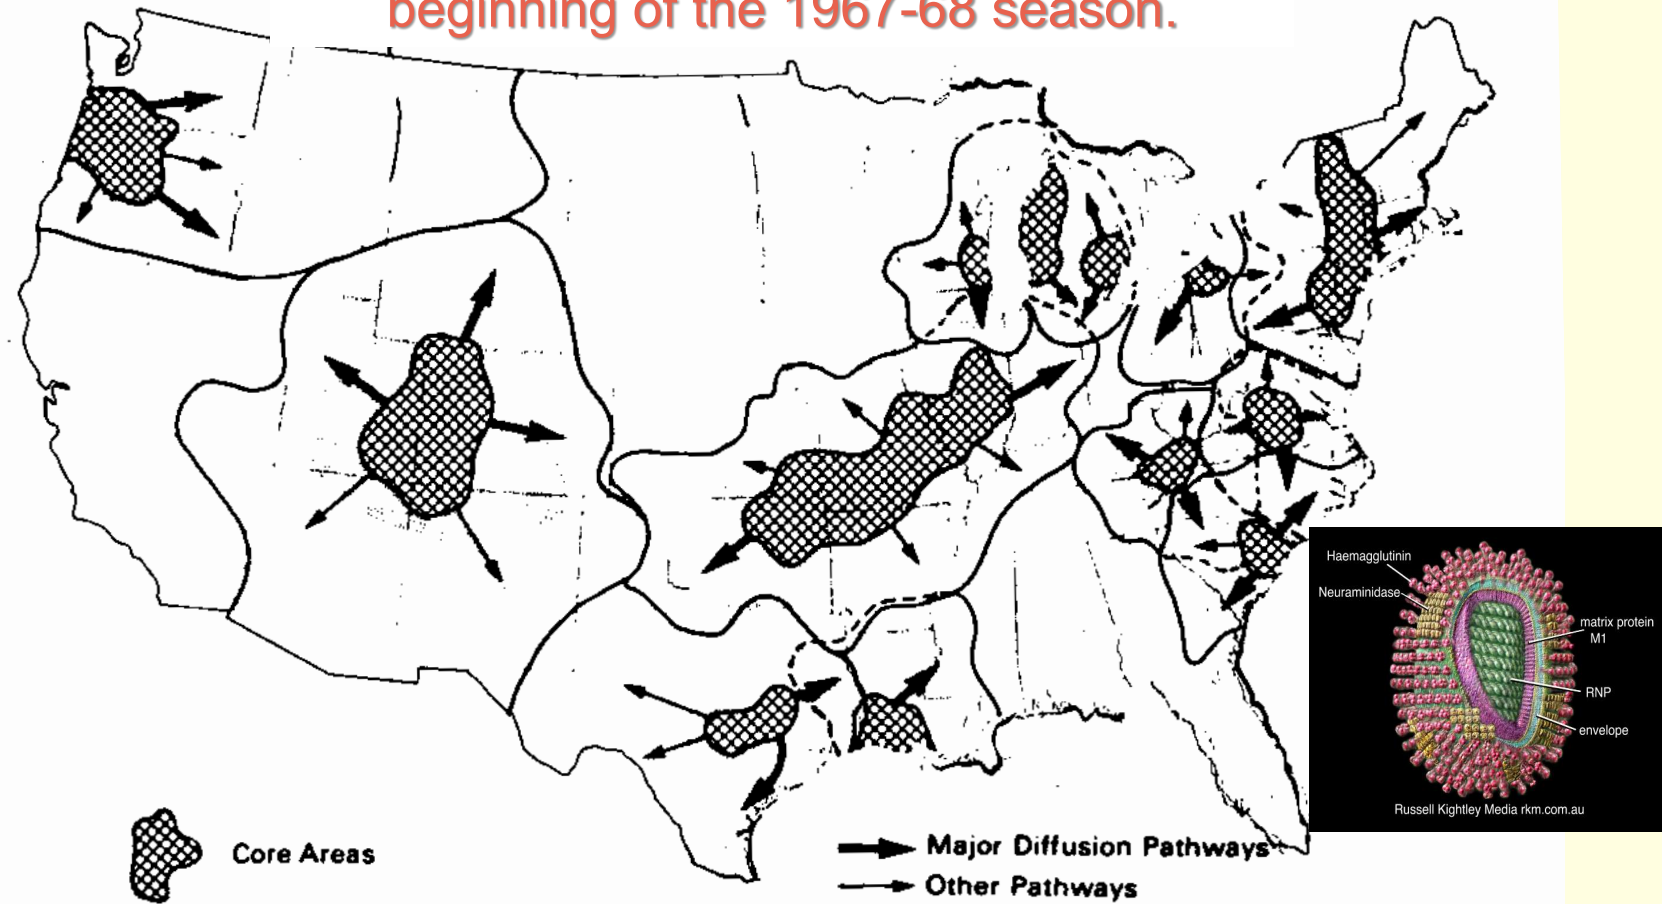 beginning of the 1967-68 season.
Haemagglutinin
Neuraminidase
matrix protein
M1
RNP
envelope
Russell Kightley Media rkm.com.au
Core Areas
Major Diffusion Pathways
Other Pathways